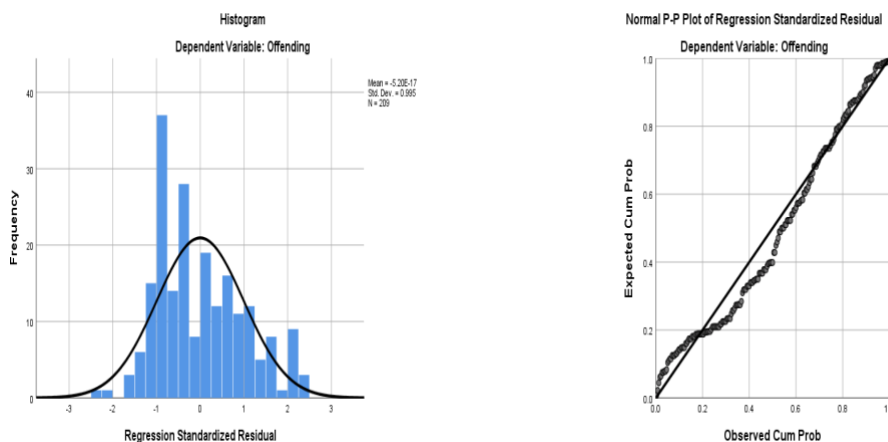 Histogram
Dependent Variable: Offending
Mean = -5.20E-17
Std. Dev. = 0.995
N = 209
Frequency
40
30
20
10
0
-3 -2 -1 0 1 2 3
Regression Standardized Residual
Normal P-P Plot of Regression Standardized Residual
Dependent Variable: Offending
Expected Cum Prob
1.0
0.8
0.6
0.4
0.2
0.0
0.0 0.2 0.4 0.6 0.8 1
Observed Cum Prob